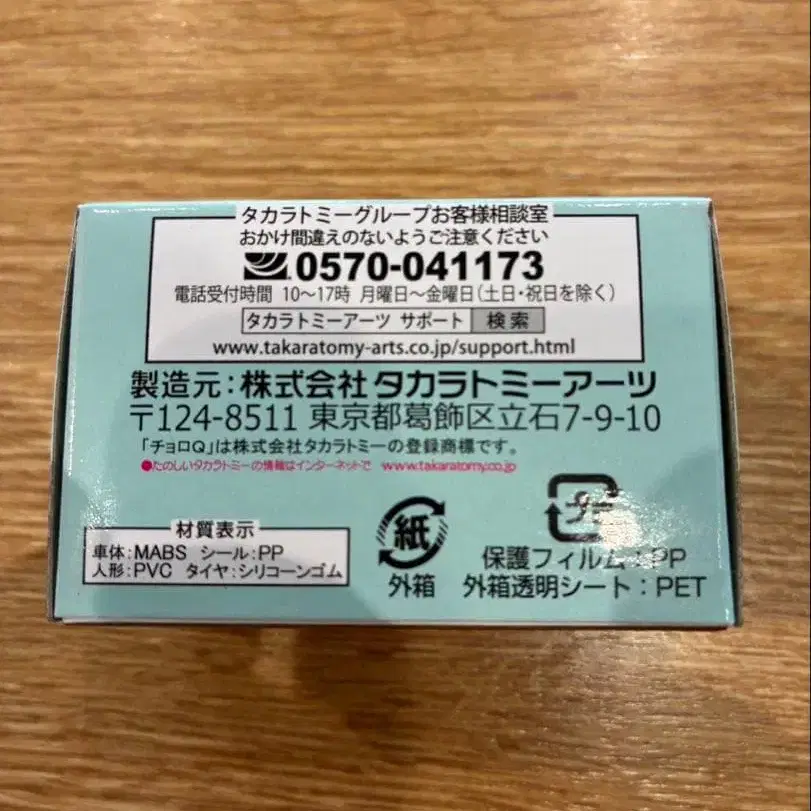 タカラトミーグループお客様相談室
おかけ間違えのないようご注意ください
0570-041173
電話受付時間 10〜17時 月曜日〜金曜日(土日・祝日を除く)
タカラトミーアーツ サポート 検索
www.takaratomy-arts.co.jp/support.html
製造元:株式会社タカラトミーアーツ
〒124-8511 東京都葛飾区立石7-9-10
「チョロQ」は株式会社タカラトミーの登録商標です。
●たのしいタカラトミーの情報はインターネットで www.takaratomy.co.jp
材質表示
車体:MABS シール:PP
人形:PVC タイヤ:シリコーンゴム
紙
外箱
プラ
保護フィルム:PP
外箱透明シート:PET